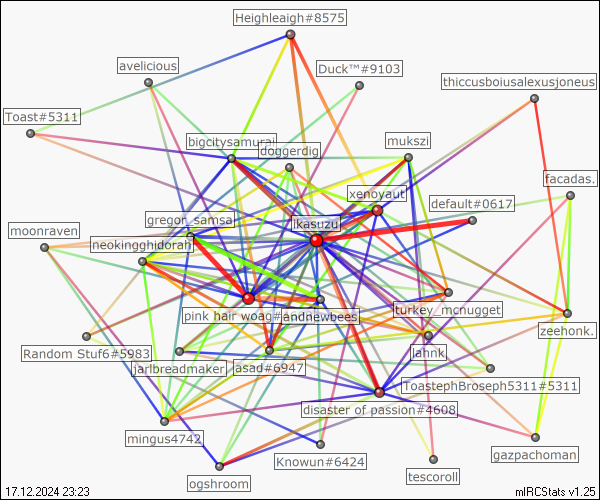 Heighleaigh#8575
avelicious
Duck™#9103
thiccusboiusalexusjoneus
Toast#5311
bigcitysamurai
mukszi
doggerdig
xenoyaut
facadas.
default#0617
gregor_samsa
ikasuzu
moonraven
neokingghidorah
pink hair woag#
andnewbees
turkey_mcnugget
zeehonk.
Random Stuf6#5983
jarlbreadmaker
asad#6947
lahnk
ToastephBroseph5311#5311
disaster of passion#4608
mingus4742
Knowun#6424
gazpachoman
ogshroom
tescoroll
17.12.2024 23:23
mIRCStats v1.25